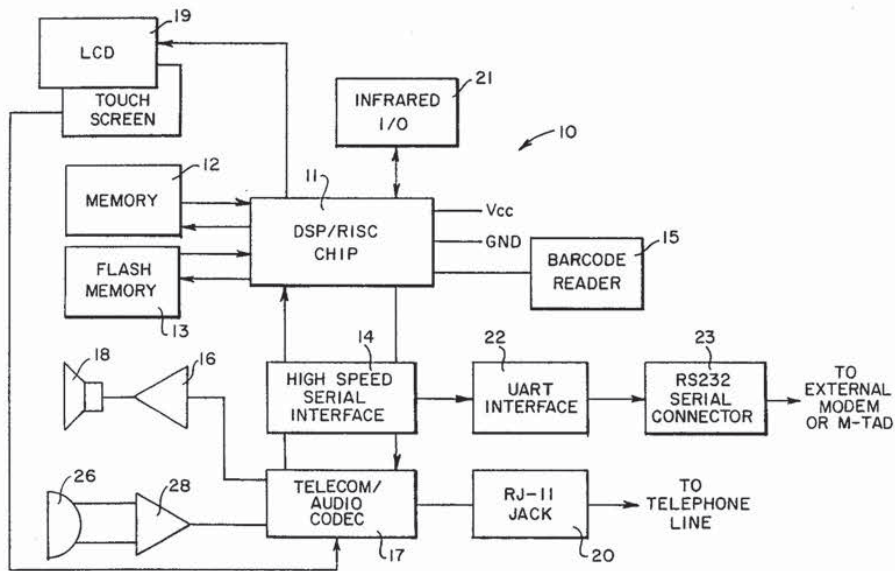 19
LCD
TOUCH
SCREEN
INFRARED
I/O
21
10
12
MEMORY
11
DSP/RISC
CHIP
Vcc
GND
15
BARCODE
READER
FLASH
MEMORY
13
18
16
14
HIGH SPEED
SERIAL
INTERFACE
22
UART
INTERFACE
23
RS232
SERIAL
CONNECTOR
TO
EXTERNAL
MODEM
OR M-TAD
26
28
TELECOM/
AUDIO
CODEC
17
RJ-11
JACK
20
TO
TELEPHONE
LINE